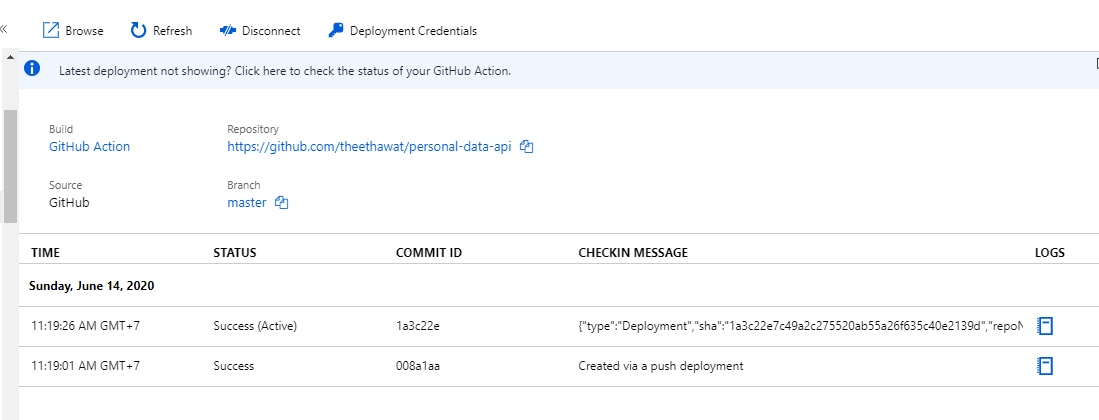 Browse Refresh Disconnect Deployment Credentials
Latest deployment not showing? Click here to check the status of your GitHub Action.
Build Repository
GitHub Action https://github.com/theethawat/personal-data-api
Source Branch
GitHub master
TIME STATUS COMMIT ID CHECKIN MESSAGE LOGS
Sunday, June 14, 2020
11:19:26 AM GMT+7 Success (Active) 1a3c22e {"type":"Deployment","sha":"1a3c22e7c49a2c275520ab55a26f635c40e2139d","repoN
11:19:01 AM GMT+7 Success 008a1aa Created via a push deployment